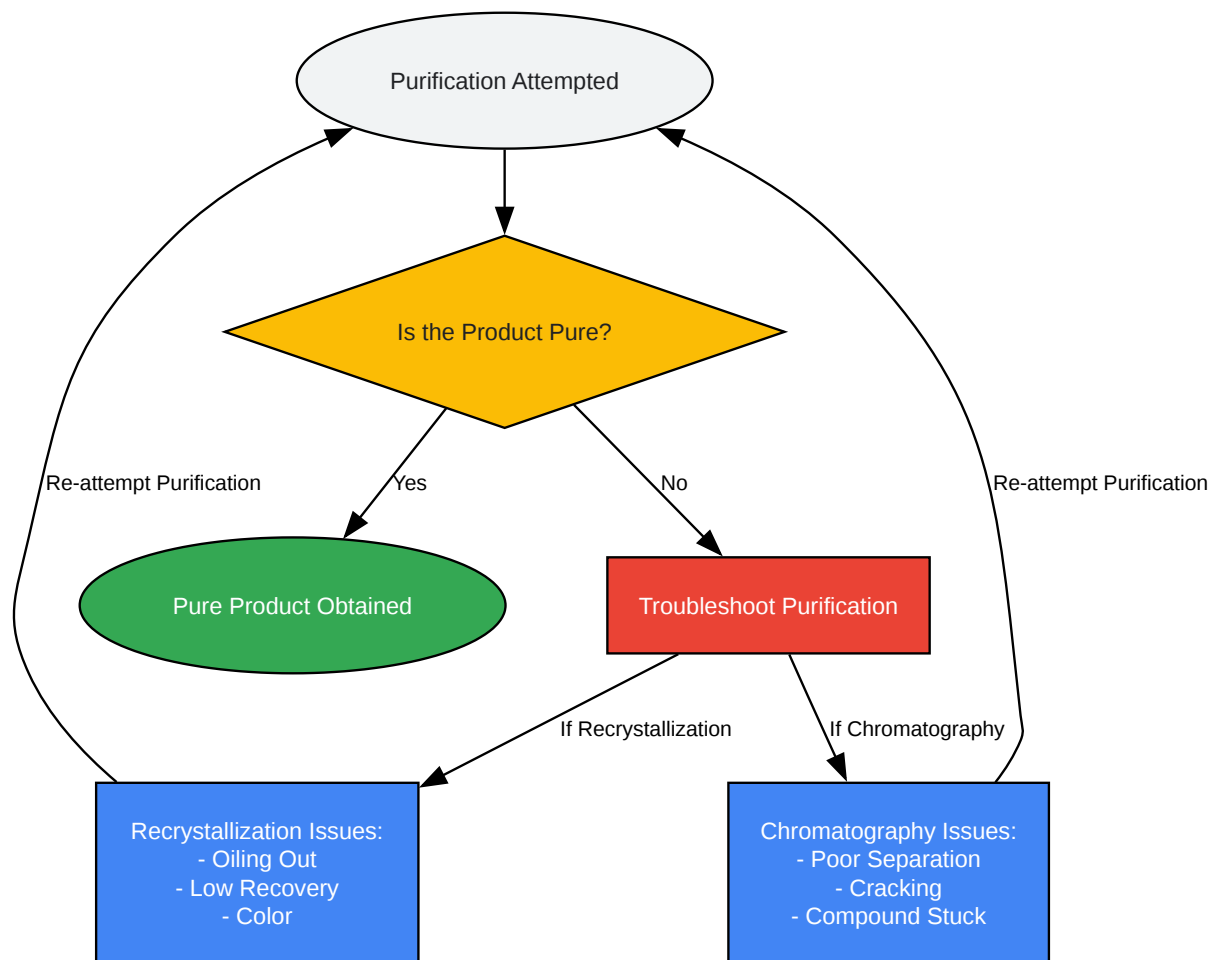 Purification Attempted
Is the Product Pure?
Re-attempt Purification
Yes
No
Re-attempt Purification
Pure Product Obtained
Troubleshoot Purification
If Recrystallization
If Chromatography
Recrystallization Issues:
- Oiling Out
- Low Recovery
- Color
Chromatography Issues:
- Poor Separation
- Cracking
- Compound Stuck